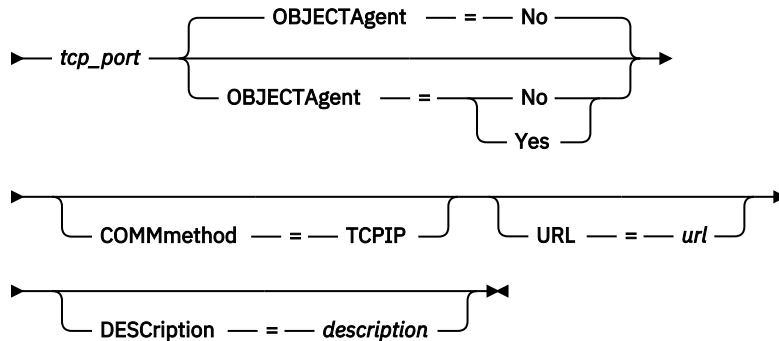 OBJECTAgent = No
tcp_port
OBJECTAgent = No
Yes
COMMmethod = TCPIP URL = url
DESCription = description